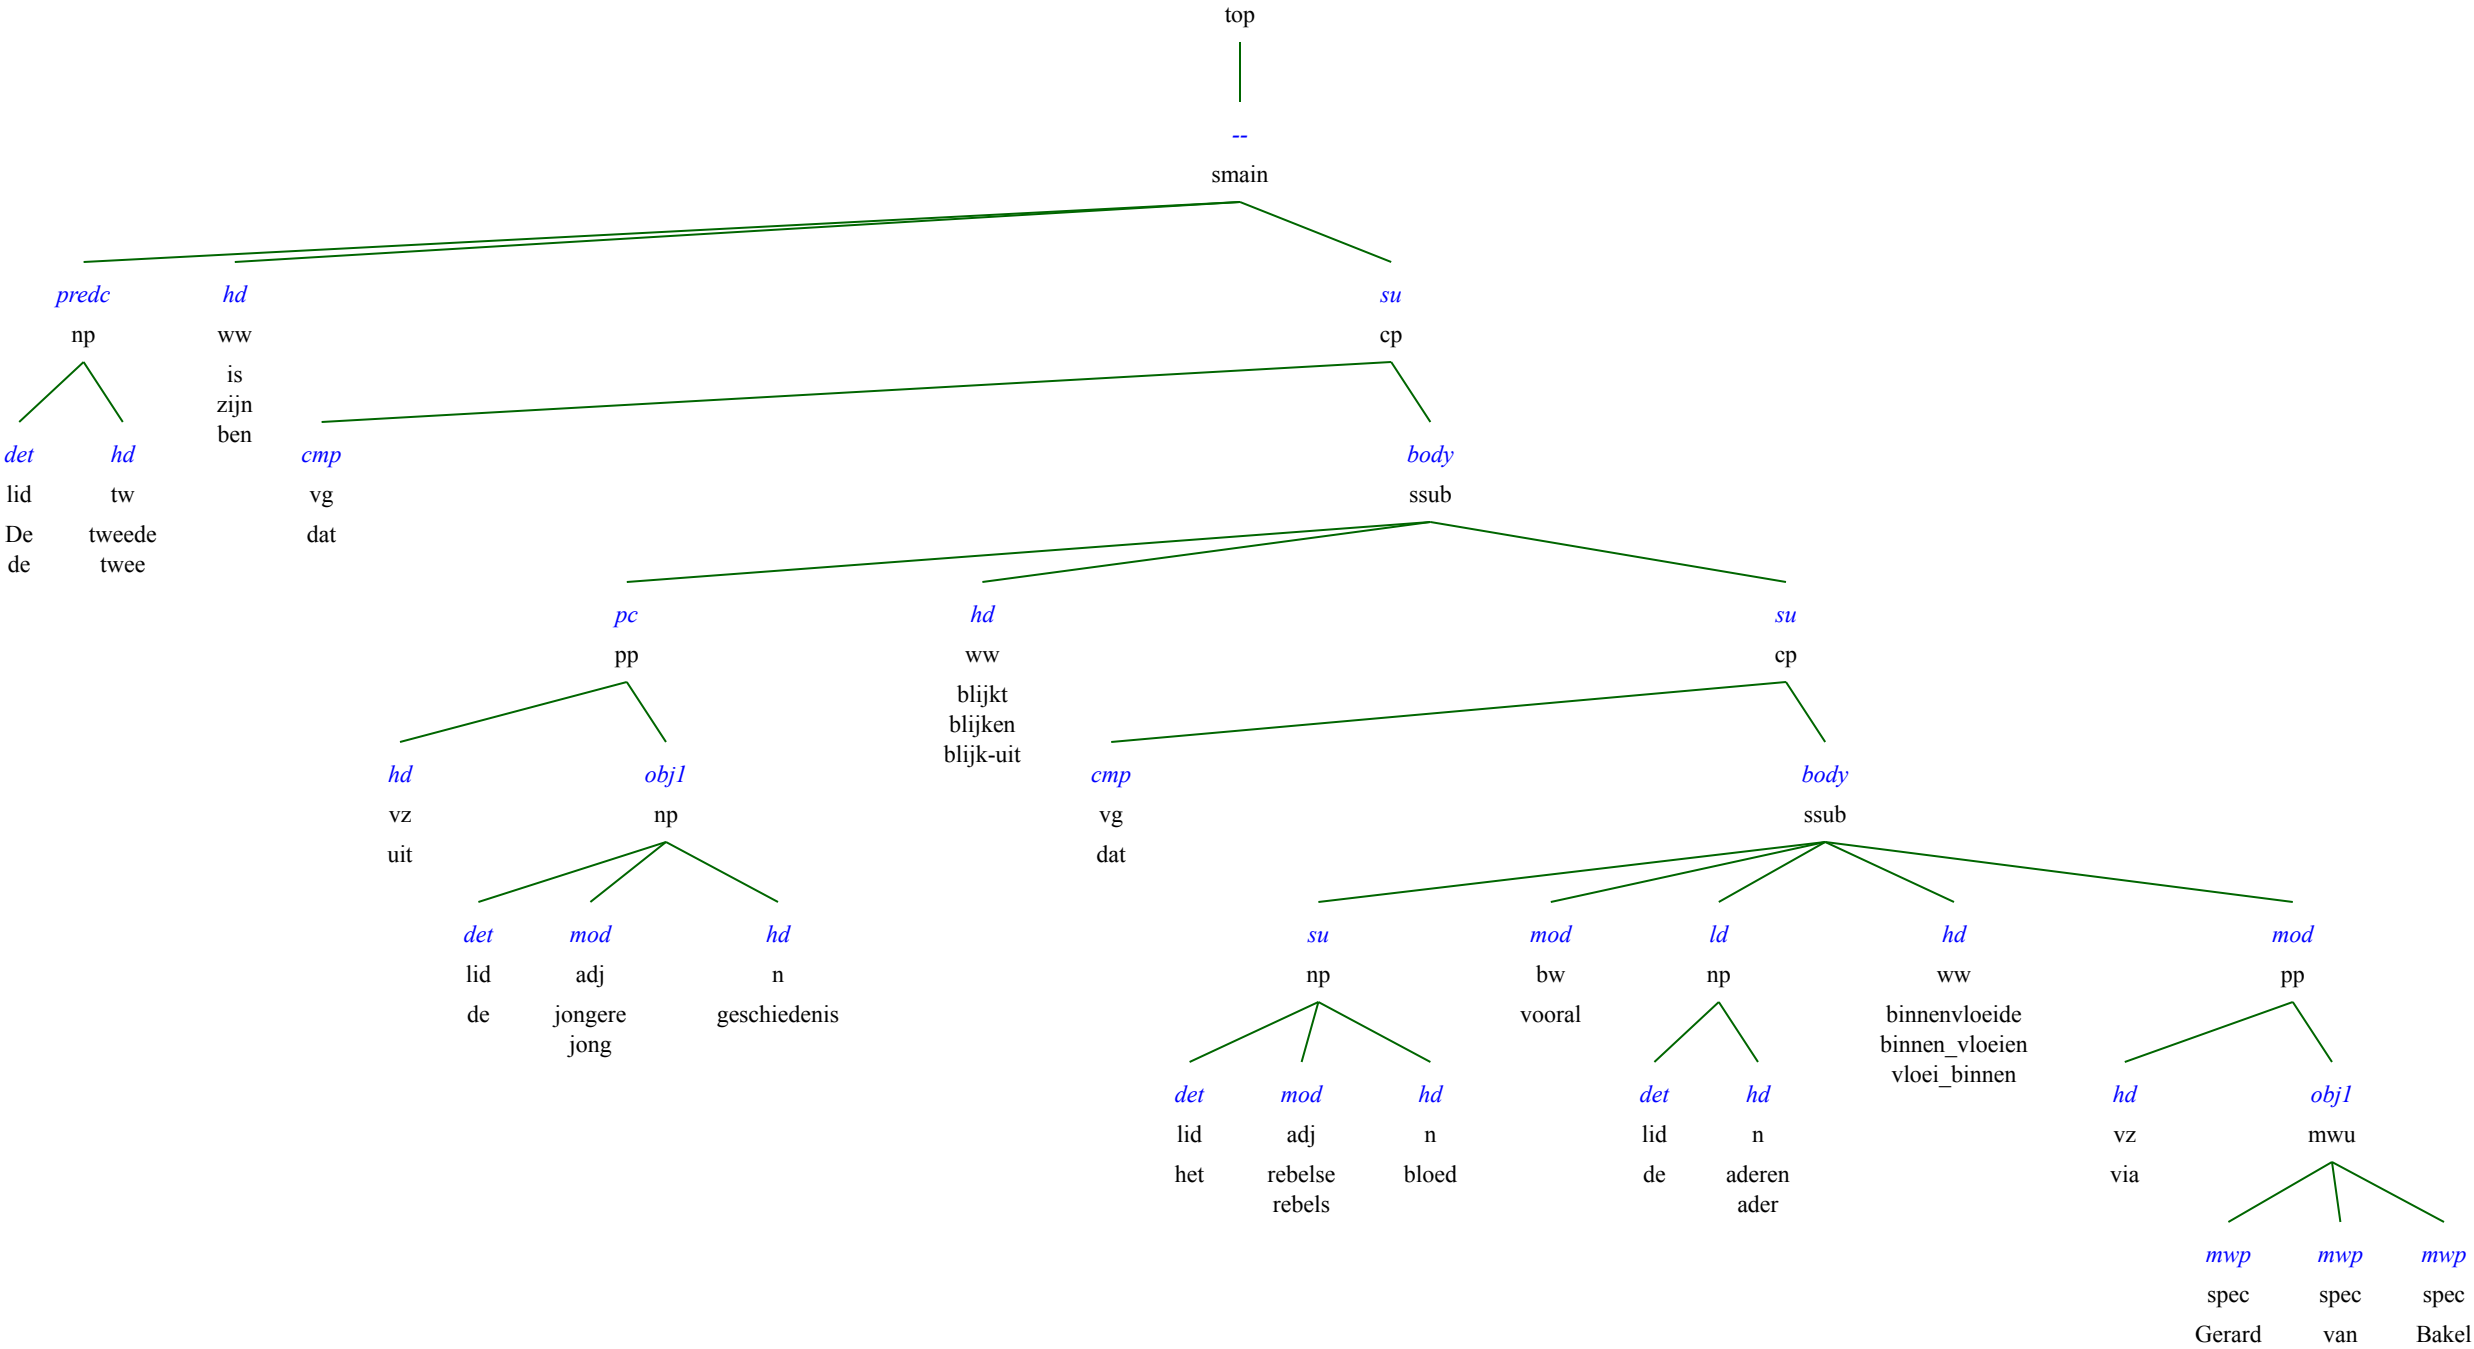 top
--
smain
predc hd su
np ww cp
is
zijn
ben
det hd cmp body
lid tw vg ssub
De tweede dat
de twee
pc hd su
pp ww cp
blijkt
blijken
blijk-uit
hd obj1 cmp body
vz np vg ssub
uit dat
det mod hd su mod ld hd mod
lid adj n np bw np ww pp
de jongere geschiedenis vooral binnenvloeide
jong binnen_vloeien
vloei_binnen
det mod hd det hd hd obj1
lid adj n lid n vz mwu
het rebelse bloed de aderen via
rebels ader
mwp mwp mwp
spec spec spec
Gerard van Bakel